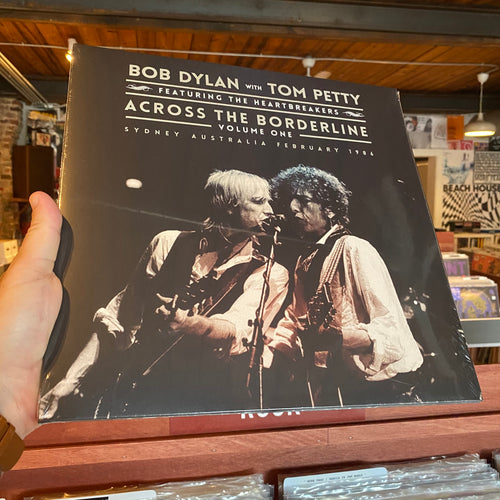 BOB DYLAN WITH TOM PETTY
FEATURING THE HEARTBREAKERS
ACROSS THE BORDERLINE
VOLUME ONE
SYDNEY AUSTRALIA FEBRUARY 1986
BEACH HOUSE
ROCK